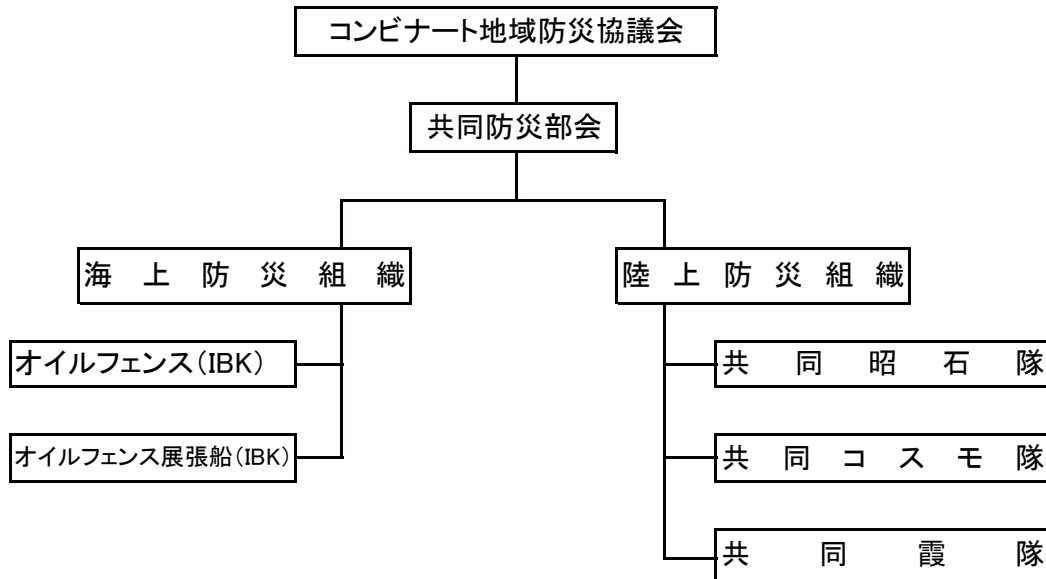 コンビナート地域防災協議会
共同防災部会
海上防災組織
陸上防災組織
オイルフェンス(IBK)
共同昭石隊
オイルフェンス展張船(IBK)
共同コスモ隊
共同霞隊